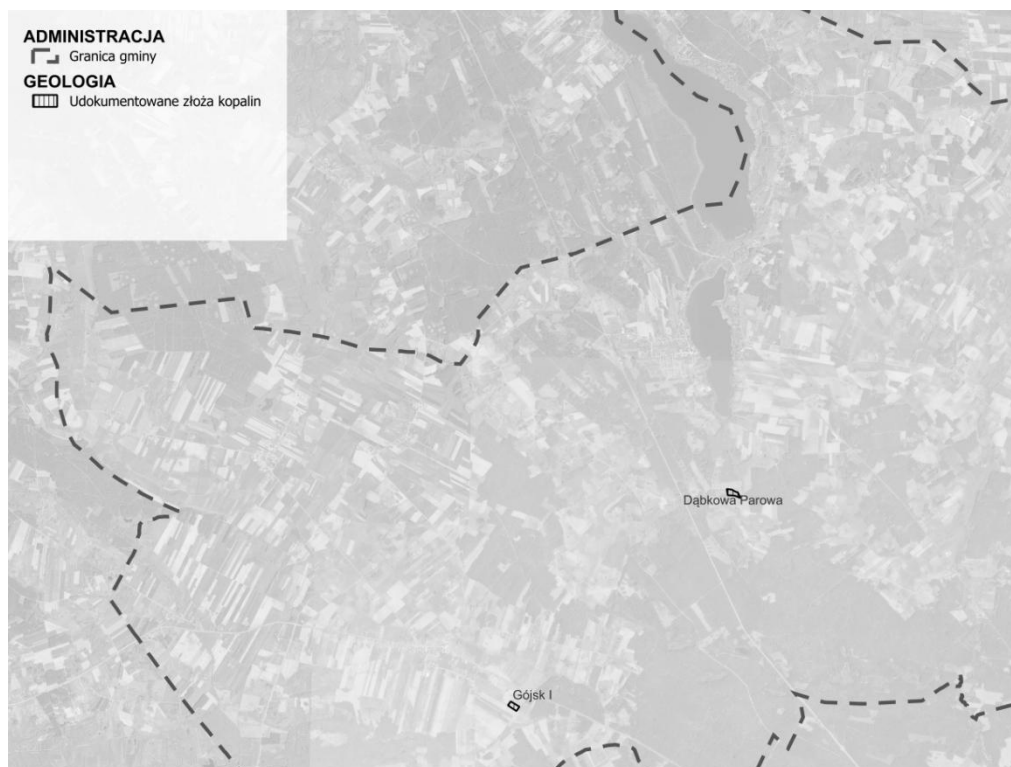 ADMINISTRACJA
Granica gminy
GEOLOGIA
Udokumentowane złoża kopalin
Dąbkowa Parowa
Gójsk I